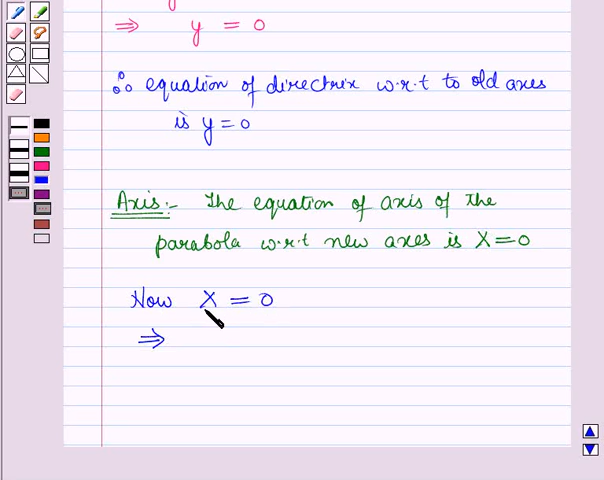 ⇒ y = 0
∴ equation of directrix w.r.t to old axes
is y = 0
Axis:- The equation of axis of the
parabola w.r.t new axes is X = 0
Now X = 0
⇒